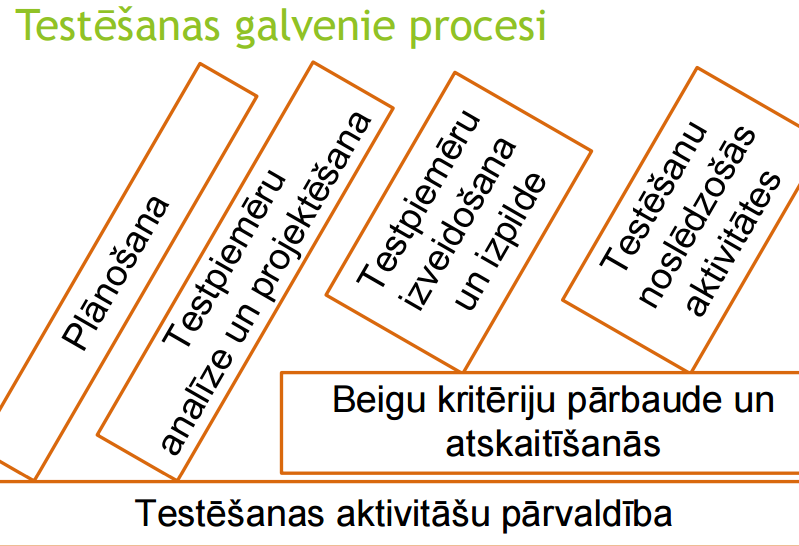 Testēšanas galvenie procesi
Plānošana
Testpiemēru
analīze un projektēšana
Testpiemēru
izveidošana
un izpilde
Testēšanu
noslēdzošās
aktivitātes
Beigu kritēriju pārbaude un
atskaitīšanās
Testēšanas aktivitāšu pārvaldība